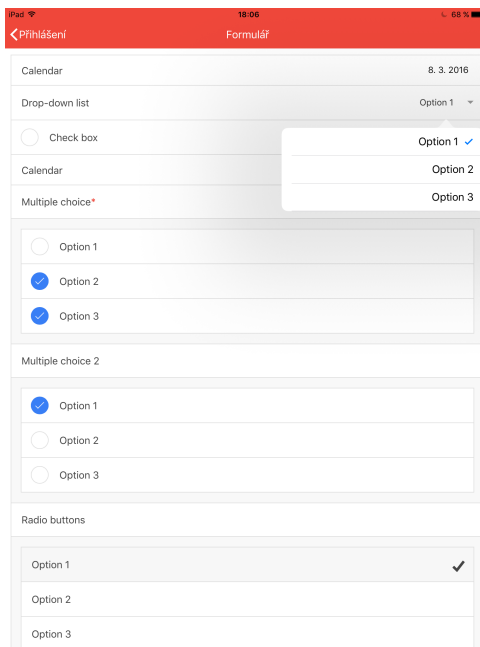 iPad 18:06 68 %
Přihlášení Formulář
Calendar 8. 3. 2016
Drop-down list Option 1
Check box
Option 1
Calendar
Option 2
Multiple choice*
Option 3
Option 1
Option 2
Option 3
Multiple choice 2
Option 1
Option 2
Option 3
Radio buttons
Option 1
Option 2
Option 3